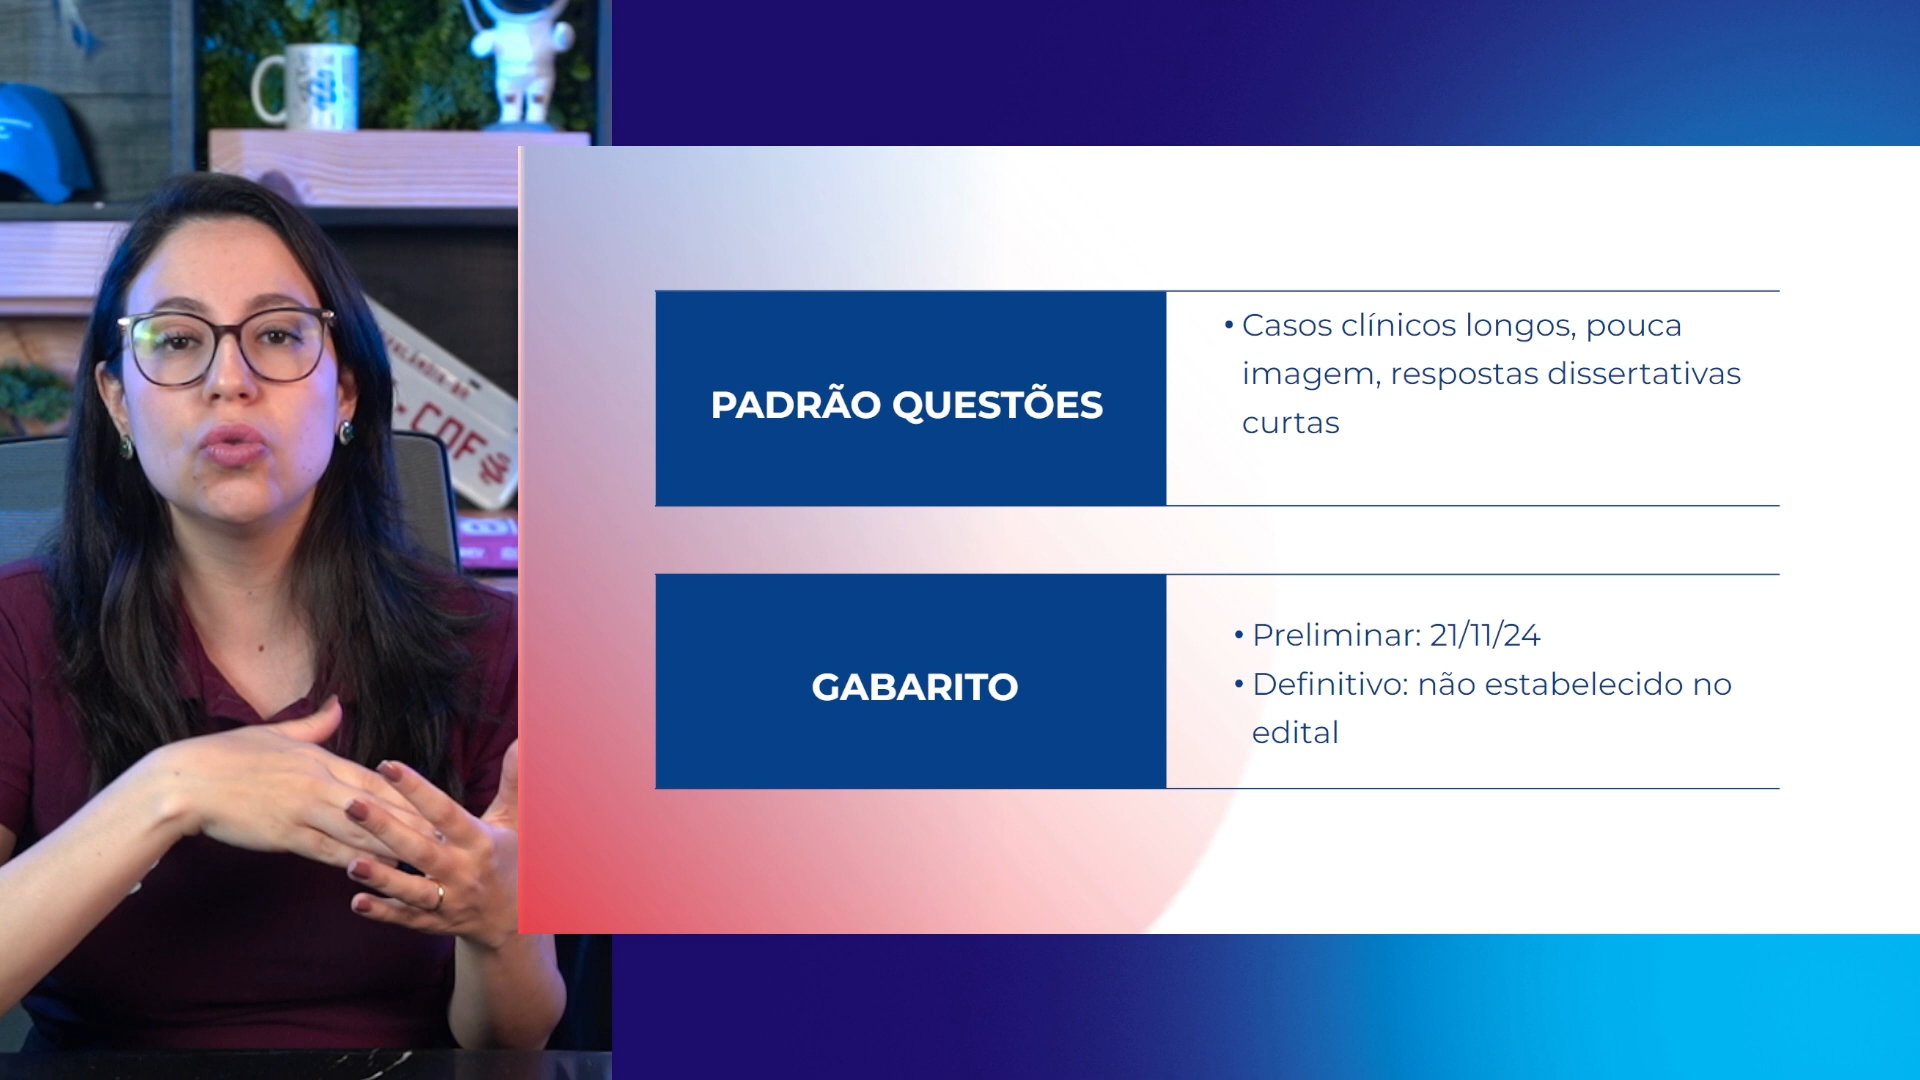 PADRÃO QUESTÕES
• Casos clínicos longos, pouca
imagem, respostas dissertativas
curtas
GABARITO
• Preliminar: 21/11/24
• Definitivo: não estabelecido no
edital
-CDF